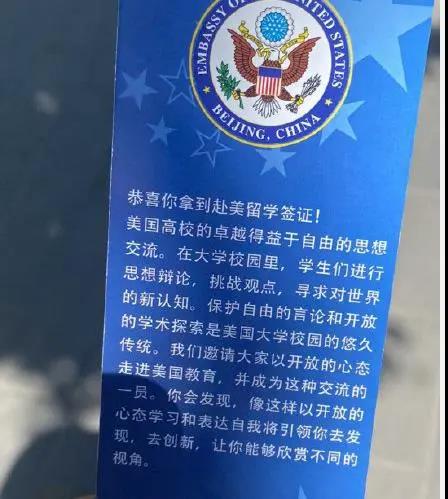 EMBASSY OF THE UNITED STATES
BEIJING, CHINA
恭喜你拿到赴美留学签证！
美国高校的卓越得益于自由的思想
交流。在大学校园里，学生们进行
思想辩论，挑战观点，寻求对世界
的新认知。保护自由的言论和开放
的学术探索是美国大学校园的悠久
传统。我们邀请大家以开放的心态
走进美国教育，并成为这种交流的
一员。你会发现，像这样以开放的
心态学习和表达自我将引领你去发
现，去创新，让你能够欣赏不同的
视角。